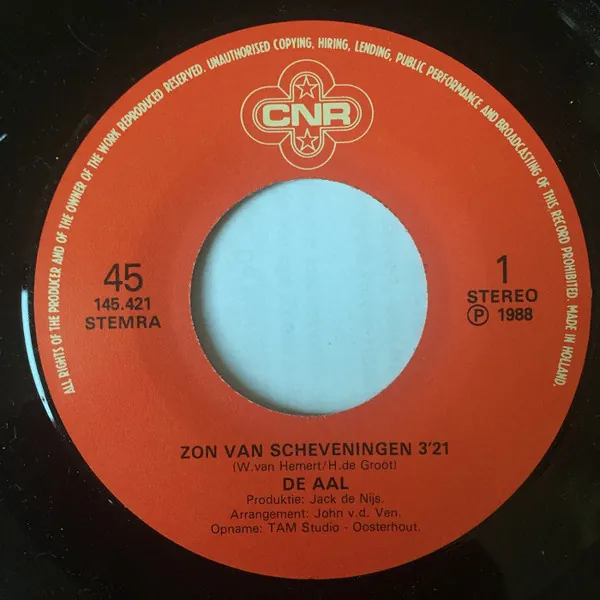 ALL RIGHTS OF THE PRODUCER AND OF THE OWNER OF THE WORK REPRODUCED RESERVED. UNAUTHORISED COPYING, HIRING, LENDING, PUBLIC PERFORMANCE AND BROADCASTING OF THIS RECORD PROHIBITED. MADE IN HOLLAND.
CNR
45
145.421
STEMRA
1
STEREO
Ⓟ 1988
ZON VAN SCHEVENINGEN 3'21
(W.van Hemert/H.de Groot)
DE AAL
Produktie: Jack de Nijs.
Arrangement: John v.d. Ven.
Opname: TAM Studio - Oosterhout.